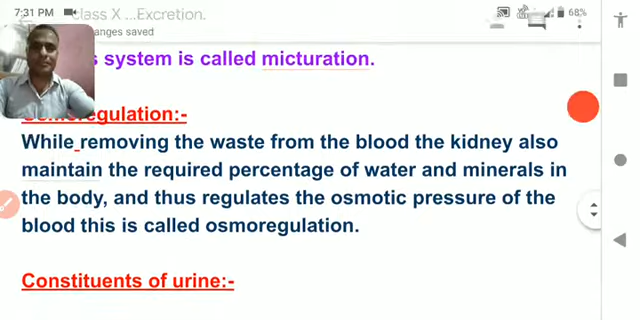 7:31 PM 68%
Class X ...Excretion.
anges saved
s system is called micturation.
regulation:-
While removing the waste from the blood the kidney also
maintain the required percentage of water and minerals in
the body, and thus regulates the osmotic pressure of the
blood this is called osmoregulation.
Constituents of urine:-